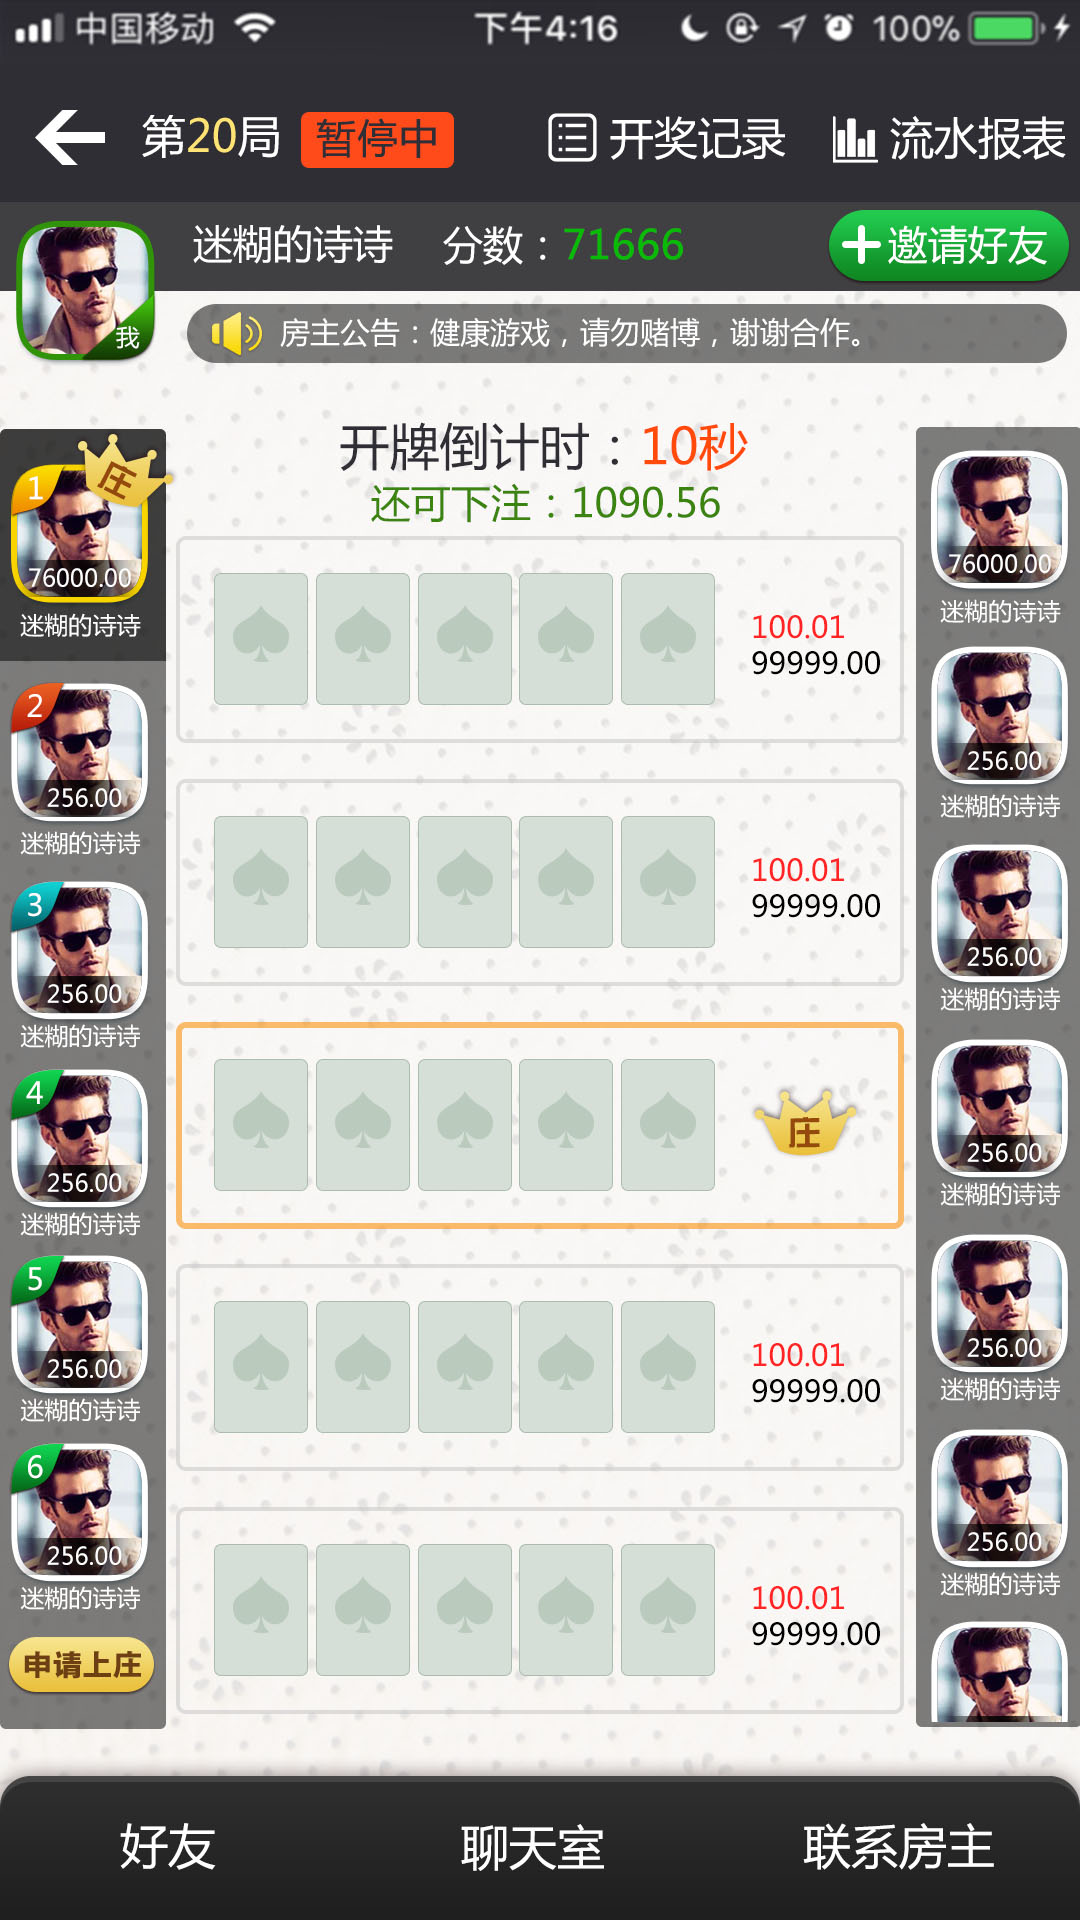 中国移动 下午4:16 100%
第20局 暂停中 开奖记录 流水报表
迷糊的诗诗 分数：71666 邀请好友
我
房主公告：健康游戏，请勿赌博，谢谢合作。
开牌倒计时：10秒
还可下注：1090.56
1
庄
76000.00
迷糊的诗诗
2
256.00
迷糊的诗诗
3
256.00
迷糊的诗诗
4
256.00
迷糊的诗诗
5
256.00
迷糊的诗诗
6
256.00
迷糊的诗诗
申请上庄
100.01
99999.00
100.01
99999.00
庄
100.01
99999.00
100.01
99999.00
76000.00
迷糊的诗诗
256.00
迷糊的诗诗
256.00
迷糊的诗诗
256.00
迷糊的诗诗
256.00
迷糊的诗诗
256.00
迷糊的诗诗
好友 聊天室 联系房主